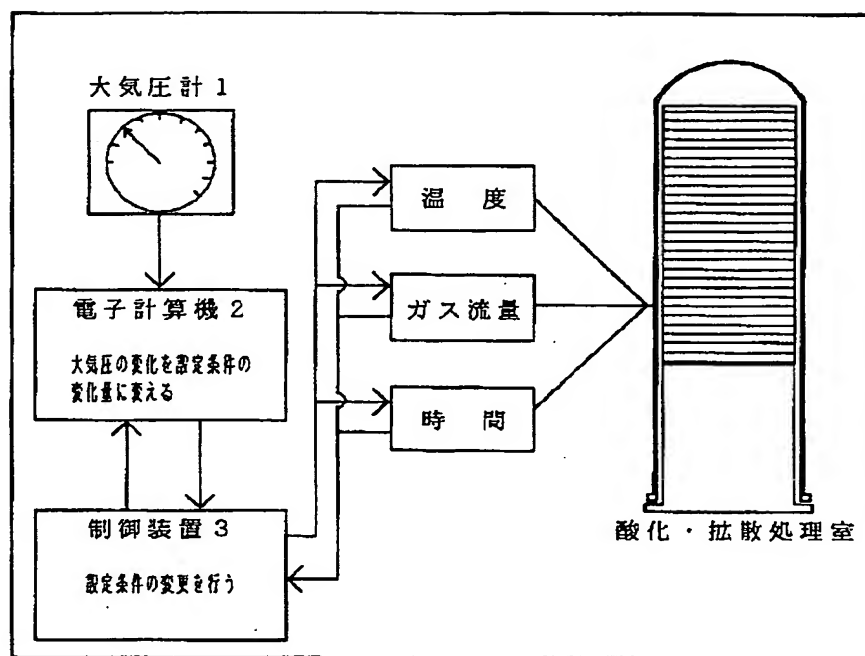 大気圧計1
電子計算機2
大気圧の変化を設定条件の
変化量に変える
制御装置3
設定条件の変更を行う
温度
ガス流量
時間
酸化・拡散処理室